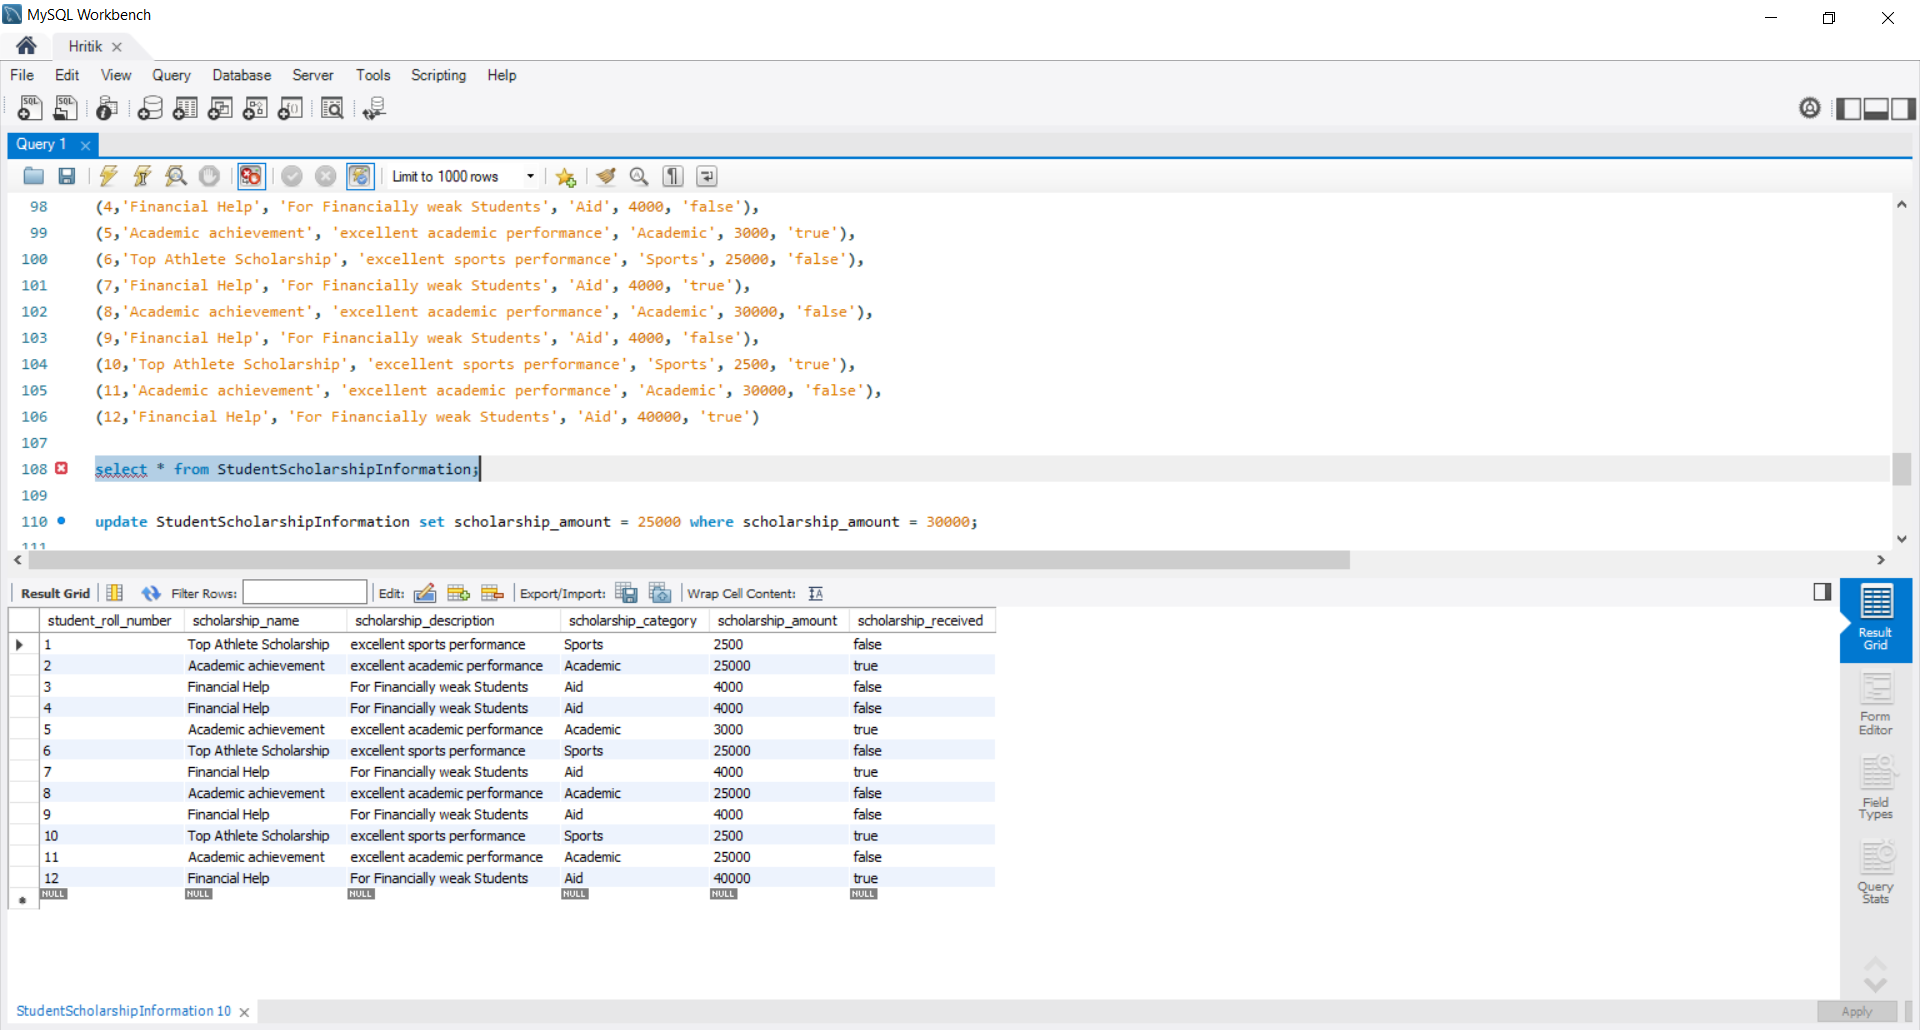 MySQL Workbench
Hritik
File Edit View Query Database Server Tools Scripting Help
Query 1
Limit to 1000 rows
98 (4,'Financial Help', 'For Financially weak Students', 'Aid', 4000, 'false'),
99 (5,'Academic achievement', 'excellent academic performance', 'Academic', 3000, 'true'),
100 (6,'Top Athlete Scholarship', 'excellent sports performance', 'Sports', 25000, 'false'),
101 (7,'Financial Help', 'For Financially weak Students', 'Aid', 4000, 'true'),
102 (8,'Academic achievement', 'excellent academic performance', 'Academic', 30000, 'false'),
103 (9,'Financial Help', 'For Financially weak Students', 'Aid', 4000, 'false'),
104 (10,'Top Athlete Scholarship', 'excellent sports performance', 'Sports', 2500, 'true'),
105 (11,'Academic achievement', 'excellent academic performance', 'Academic', 30000, 'false'),
106 (12,'Financial Help', 'For Financially weak Students', 'Aid', 40000, 'true')
107
108 select * from StudentScholarshipInformation;
109
110 update StudentScholarshipInformation set scholarship_amount = 25000 where scholarship_amount = 30000;
111
Result Grid Filter Rows: Edit: Export/Import: Wrap Cell Content:
student_roll_number scholarship_name scholarship_description scholarship_category scholarship_amount scholarship_received
1 Top Athlete Scholarship excellent sports performance Sports 2500 false
2 Academic achievement excellent academic performance Academic 25000 true
3 Financial Help For Financially weak Students Aid 4000 false
4 Financial Help For Financially weak Students Aid 4000 false
5 Academic achievement excellent academic performance Academic 3000 true
6 Top Athlete Scholarship excellent sports performance Sports 25000 false
7 Financial Help For Financially weak Students Aid 4000 true
8 Academic achievement excellent academic performance Academic 25000 false
9 Financial Help For Financially weak Students Aid 4000 false
10 Top Athlete Scholarship excellent sports performance Sports 2500 true
11 Academic achievement excellent academic performance Academic 25000 false
12 Financial Help For Financially weak Students Aid 40000 true
NULL NULL NULL NULL NULL NULL
Result
Grid
Form
Editor
Field
Types
Query
Stats
StudentScholarshipInformation 10
Apply